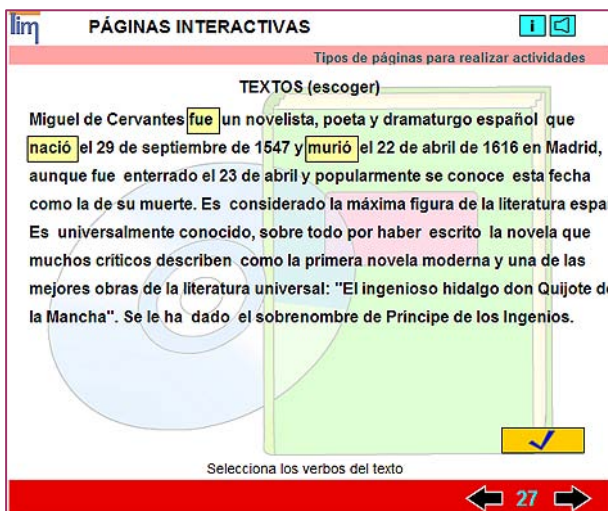 lim PÁGINAS INTERACTIVAS i
Tipos de páginas para realizar actividades
TEXTOS (escoger)
Miguel de Cervantes fue un novelista, poeta y dramaturgo español que
nació el 29 de septiembre de 1547 y murió el 22 de abril de 1616 en Madrid,
aunque fue enterrado el 23 de abril y popularmente se conoce esta fecha
como la de su muerte. Es considerado la máxima figura de la literatura espa
Es universalmente conocido, sobre todo por haber escrito la novela que
muchos críticos describen como la primera novela moderna y una de las
mejores obras de la literatura universal: "El ingenioso hidalgo don Quijote de
la Mancha". Se le ha dado el sobrenombre de Príncipe de los Ingenios.
Selecciona los verbos del texto
27